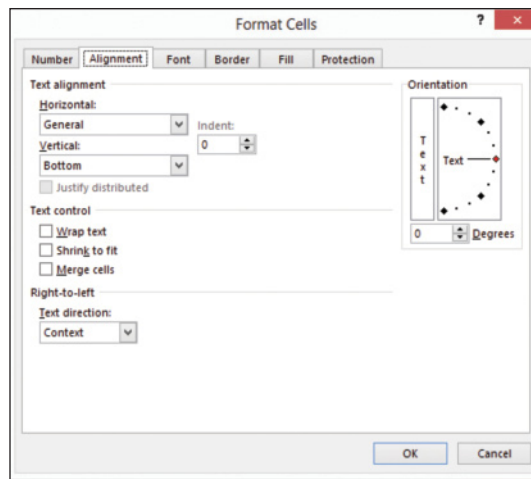 Format Cells ? ×
Number Alignment Font Border Fill Protection
Text alignment
Horizontal:
General
Indent:
0
Vertical:
Bottom
Justify distributed
Text control
Wrap text
Shrink to fit
Merge cells
Right-to-left
Text direction:
Context
Orientation
Text
Text
0 Degrees
OK Cancel